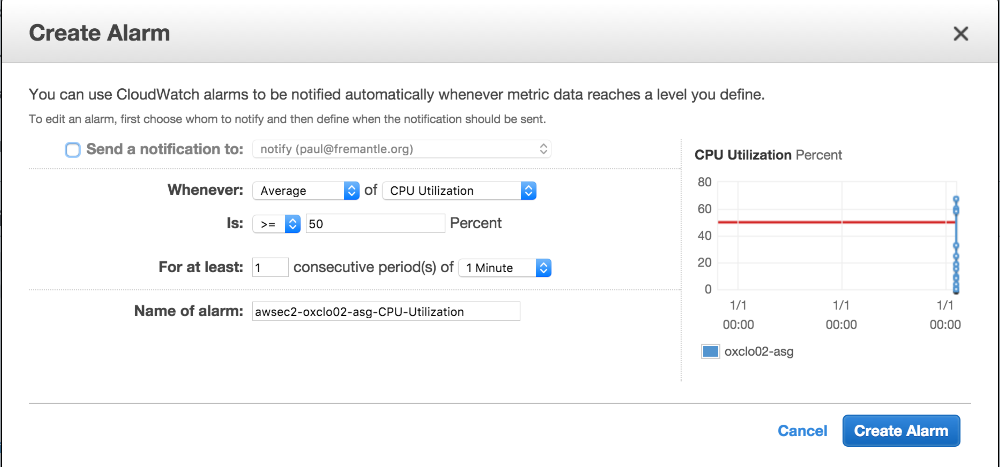 Create Alarm
You can use CloudWatch alarms to be notified automatically whenever metric data reaches a level you define.
To edit an alarm, first choose whom to notify and then define when the notification should be sent.
Send a notification to: notify (paul@fremantle.org)
Whenever: Average of CPU Utilization
Is: >= 50 Percent
For at least: 1 consecutive period(s) of 1 Minute
Name of alarm: awsec2-oxclo02-asg-CPU-Utilization
CPU Utilization Percent
80
60
40
20
0
1/1 1/1 1/1
00:00 00:00 00:00
oxclo02-asg
Cancel Create Alarm